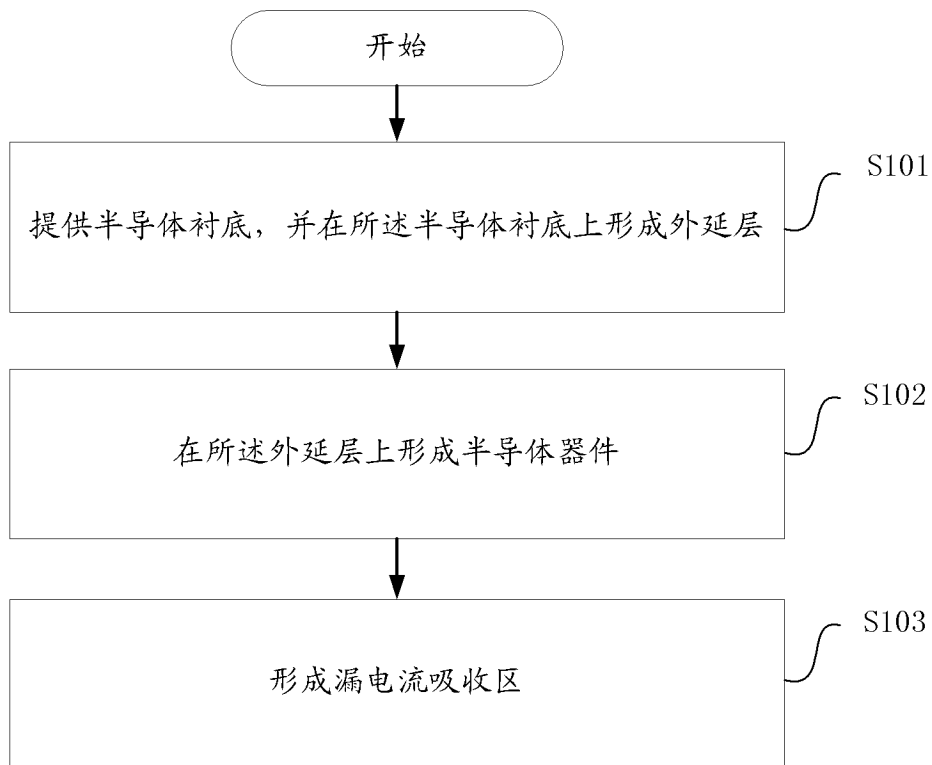 开始
S101
提供半导体衬底，并在所述半导体衬底上形成外延层
S102
在所述外延层上形成半导体器件
S103
形成漏电流吸收区